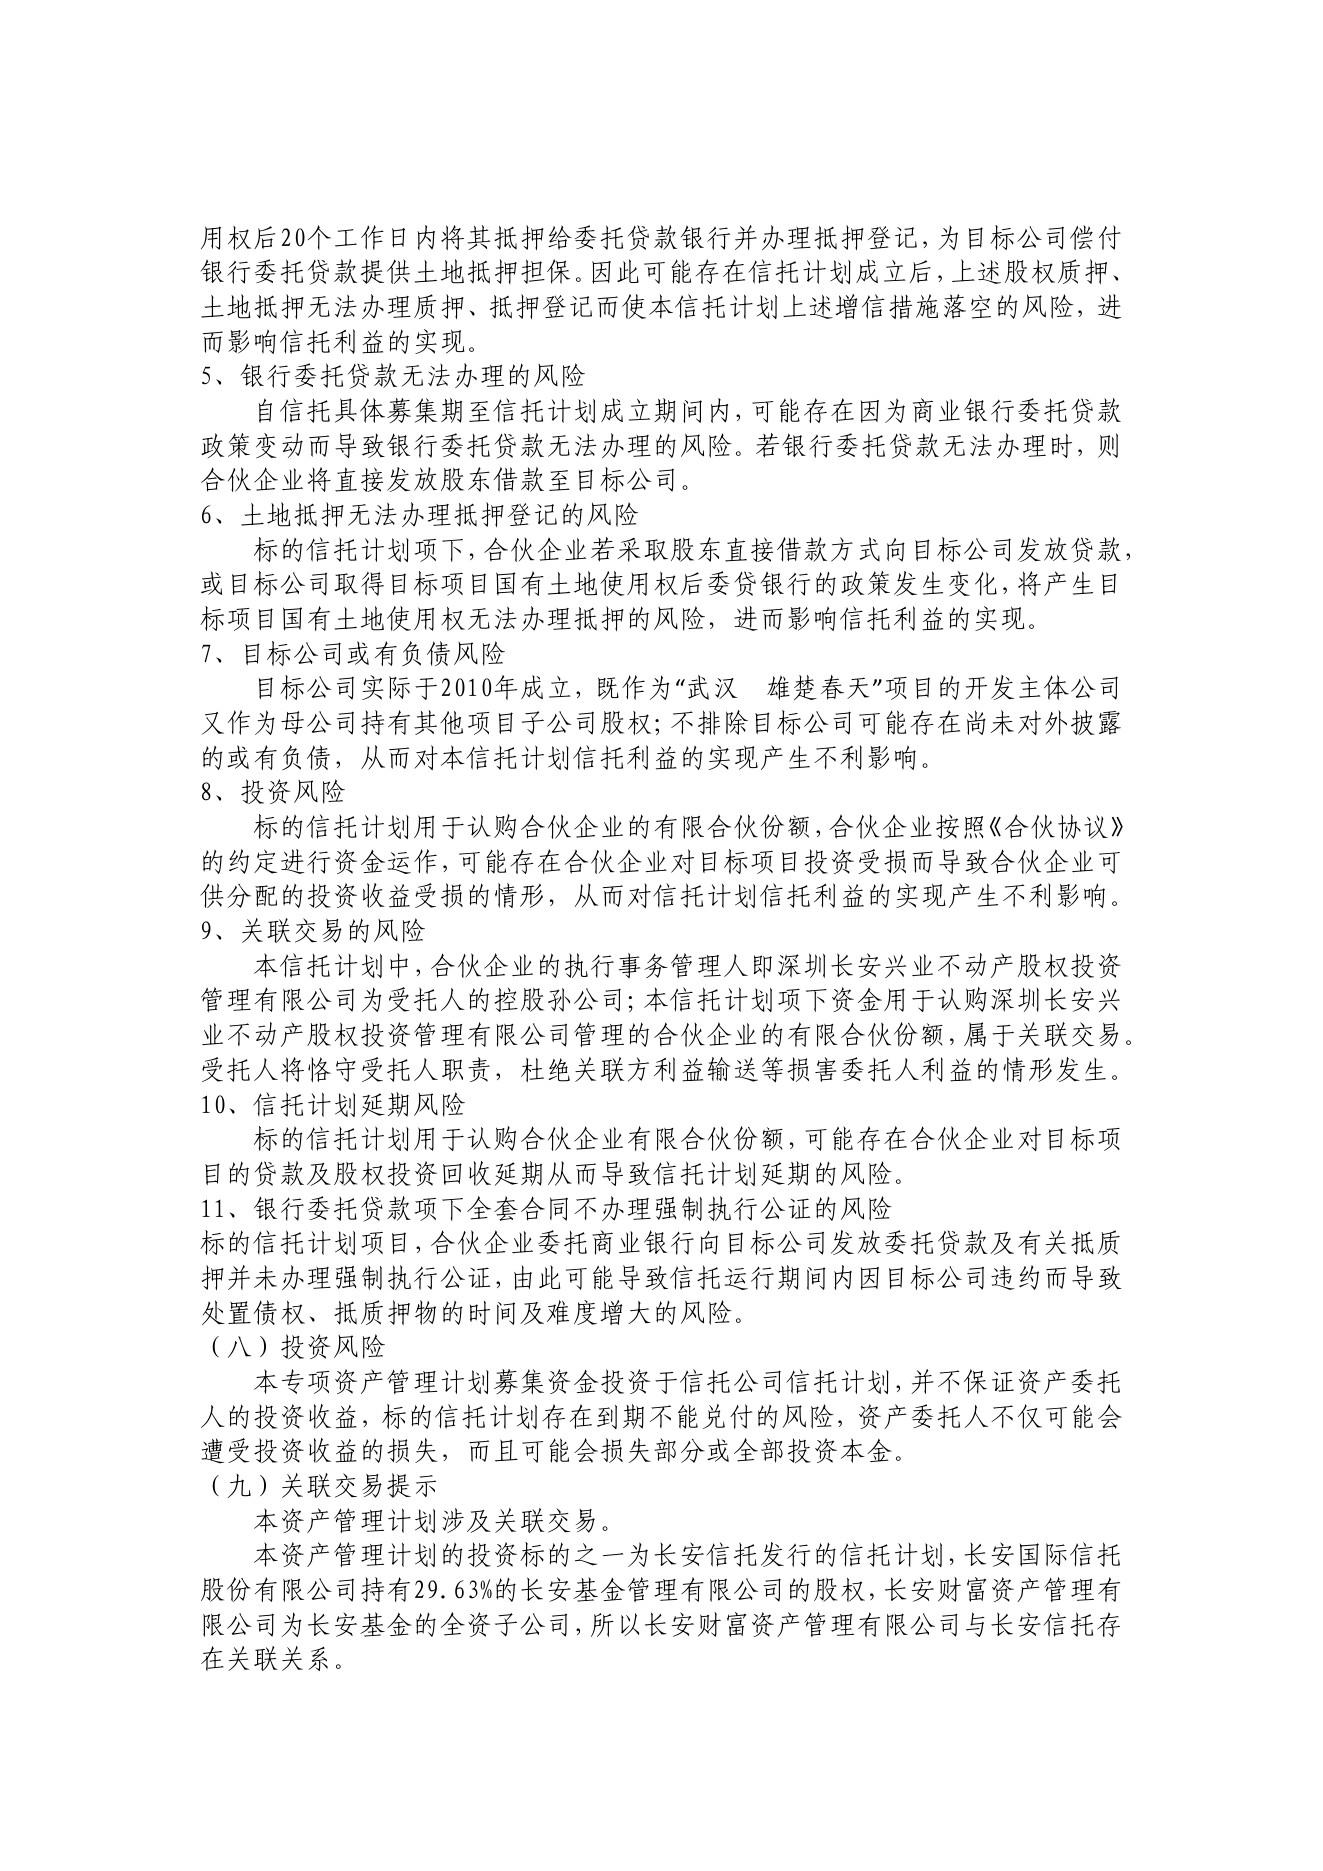 用权后20个工作日内将其抵押给委托贷款银行并办理抵押登记，为目标公司偿付
银行委托贷款提供土地抵押担保。因此可能存在信托计划成立后，上述股权质押、
土地抵押无法办理质押、抵押登记而使本信托计划上述增信措施落空的风险，进
而影响信托利益的实现。
5、银行委托贷款无法办理的风险
自信托具体募集期至信托计划成立期间内，可能存在因为商业银行委托贷款
政策变动而导致银行委托贷款无法办理的风险。若银行委托贷款无法办理时，则
合伙企业将直接发放股东借款至目标公司。
6、土地抵押无法办理抵押登记的风险
标的信托计划项下，合伙企业若采取股东直接借款方式向目标公司发放贷款，
或目标公司取得目标项目国有土地使用权后委贷银行的政策发生变化，将产生目
标项目国有土地使用权无法办理抵押的风险，进而影响信托利益的实现。
7、目标公司或有负债风险
目标公司实际于2010年成立，既作为“武汉　雄楚春天”项目的开发主体公司
又作为母公司持有其他项目子公司股权；不排除目标公司可能存在尚未对外披露
的或有负债，从而对本信托计划信托利益的实现产生不利影响。
8、投资风险
标的信托计划用于认购合伙企业的有限合伙份额，合伙企业按照《合伙协议》
的约定进行资金运作，可能存在合伙企业对目标项目投资受损而导致合伙企业可
供分配的投资收益受损的情形，从而对信托计划信托利益的实现产生不利影响。
9、关联交易的风险
本信托计划中，合伙企业的执行事务管理人即深圳长安兴业不动产股权投资
管理有限公司为受托人的控股孙公司；本信托计划项下资金用于认购深圳长安兴
业不动产股权投资管理有限公司管理的合伙企业的有限合伙份额，属于关联交易。
受托人将恪守受托人职责，杜绝关联方利益输送等损害委托人利益的情形发生。
10、信托计划延期风险
标的信托计划用于认购合伙企业有限合伙份额，可能存在合伙企业对目标项
目的贷款及股权投资回收延期从而导致信托计划延期的风险。
11、银行委托贷款项下全套合同不办理强制执行公证的风险
标的信托计划项目，合伙企业委托商业银行向目标公司发放委托贷款及有关抵质
押并未办理强制执行公证，由此可能导致信托运行期间内因目标公司违约而导致
处置债权、抵质押物的时间及难度增大的风险。
（八）投资风险
本专项资产管理计划募集资金投资于信托公司信托计划，并不保证资产委托
人的投资收益，标的信托计划存在到期不能兑付的风险，资产委托人不仅可能会
遭受投资收益的损失，而且可能会损失部分或全部投资本金。
（九）关联交易提示
本资产管理计划涉及关联交易。
本资产管理计划的投资标的之一为长安信托发行的信托计划，长安国际信托
股份有限公司持有29.63%的长安基金管理有限公司的股权，长安财富资产管理有
限公司为长安基金的全资子公司，所以长安财富资产管理有限公司与长安信托存
在关联关系。